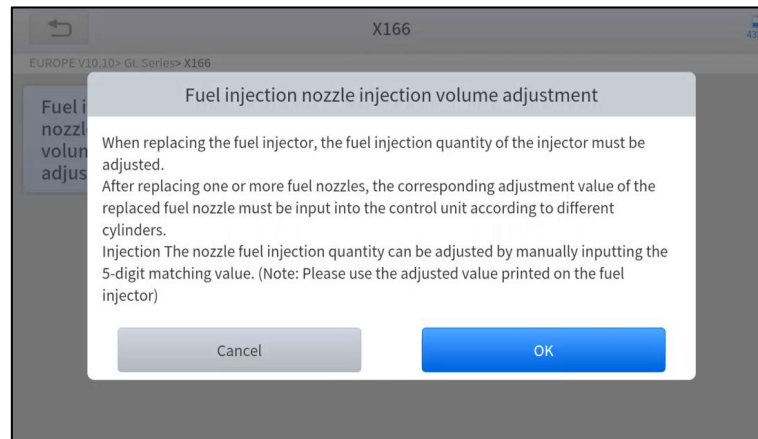 X166
43%
EUROPE V10.10> GL Series> X166
Fuel injection nozzle injection volume adjustment
Fuel i
nozzl
volun
adjus
When replacing the fuel injector, the fuel injection quantity of the injector must be
adjusted.
After replacing one or more fuel nozzles, the corresponding adjustment value of the
replaced fuel nozzle must be input into the control unit according to different
cylinders.
Injection The nozzle fuel injection quantity can be adjusted by manually inputting the
5-digit matching value. (Note: Please use the adjusted value printed on the fuel
injector)
Cancel
OK